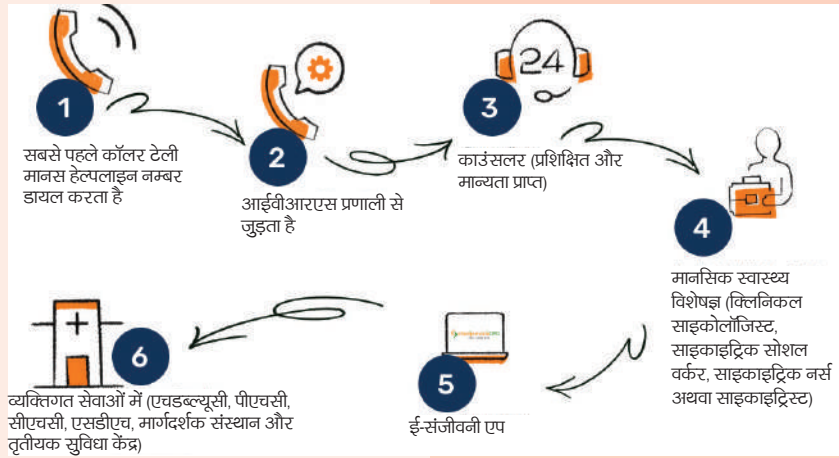 1
सबसे पहले कॉलर टेली
मानस हेल्पलाइन नम्बर
डायल करता है
2
आईवीआरएस प्रणाली से
जुड़ता है
24
3
काउंसलर (प्रशिक्षित और
मान्यता प्राप्त)
4
मानसिक स्वास्थ्य
विशेषज्ञ (क्लिनिकल
साइकोलॉजिस्ट,
साइकाइट्रिक सोशल
वर्कर, साइकाइट्रिक नर्स
अथवा साइकाइट्रिस्ट)
5
ई-संजीवनी एप
6
व्यक्तिगत सेवाओं में (एचडब्ल्यूसी, पीएचसी,
सीएचसी, एसडीएच, मार्गदर्शक संस्थान और
तृतीयक सुविधा केंद्र)